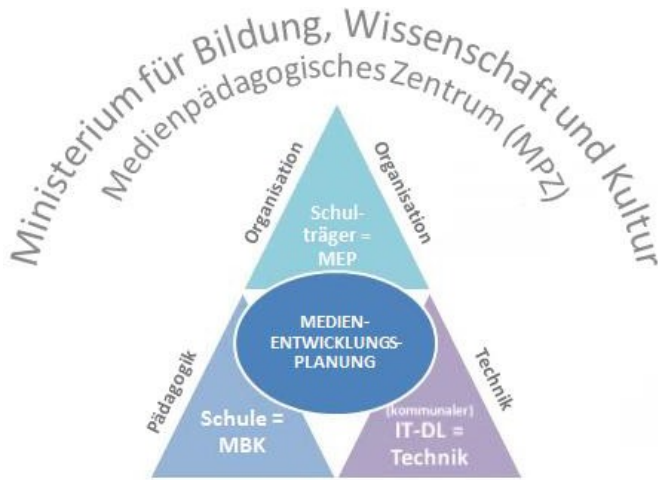 Ministerium für Bildung, Wissenschaft und Kultur
Medienpädagogisches Zentrum (MPZ)
Organisation
Organisation
Schul-
träger =
MEP
MEDIEN-
ENTWICKLUNGS-
PLANUNG
Pädagogik
Technik
Schule =
MBK
(kommunaler)
IT-DL =
Technik